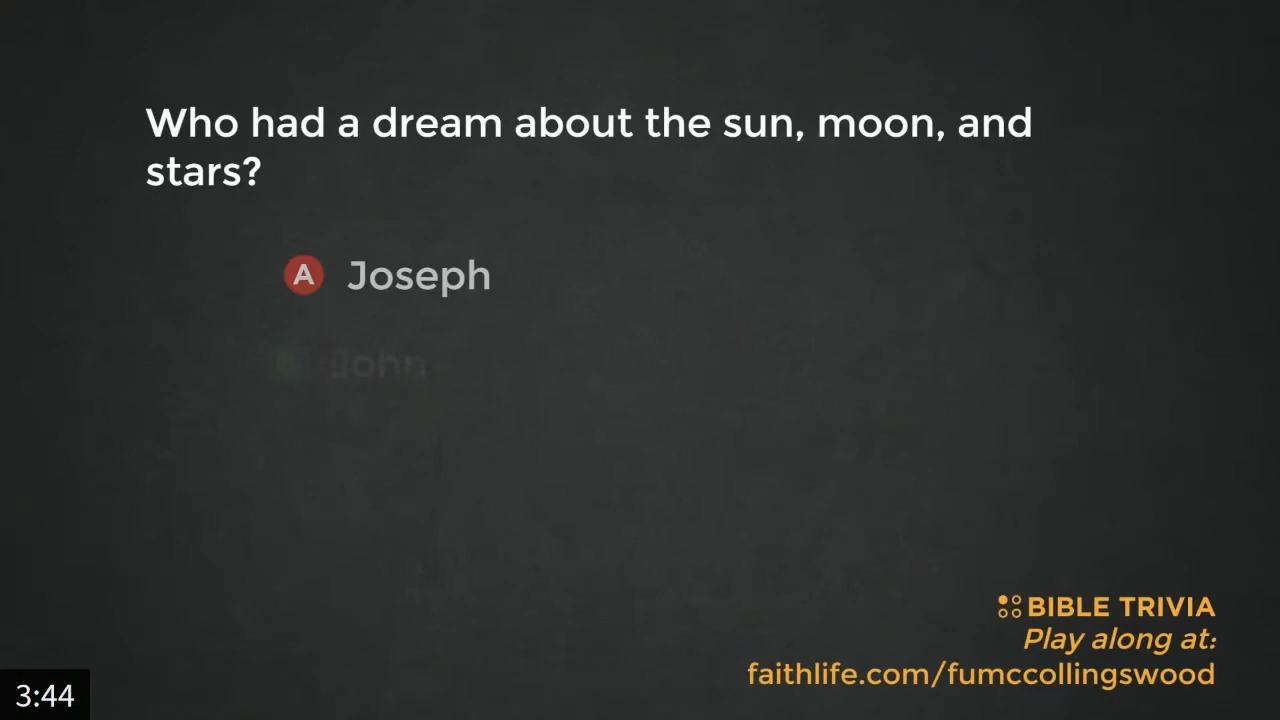 Who had a dream about the sun, moon, and
stars?
A Joseph
John
BIBLE TRIVIA
Play along at:
faithlife.com/fumccollingswood
3:44